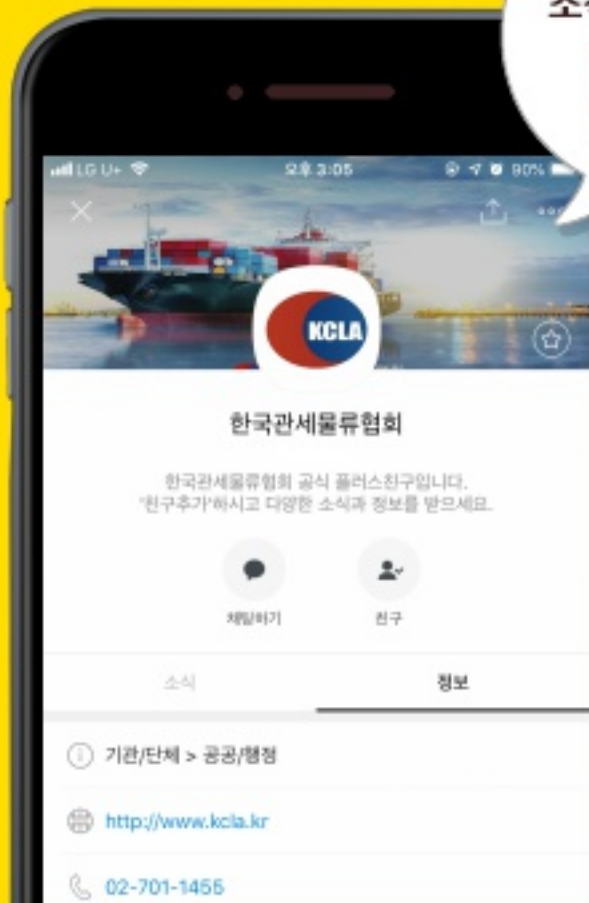 소식
LG U+
오후 3:05
90%
KCLA
한국관세물류협회
한국관세물류협회 공식 플러스친구입니다.
'친구추가'하시고 다양한 소식과 정보를 받으세요.
채팅하기 친구
소식 정보
기관/단체 > 공공/행정
http://www.kcla.kr
02-701-1455